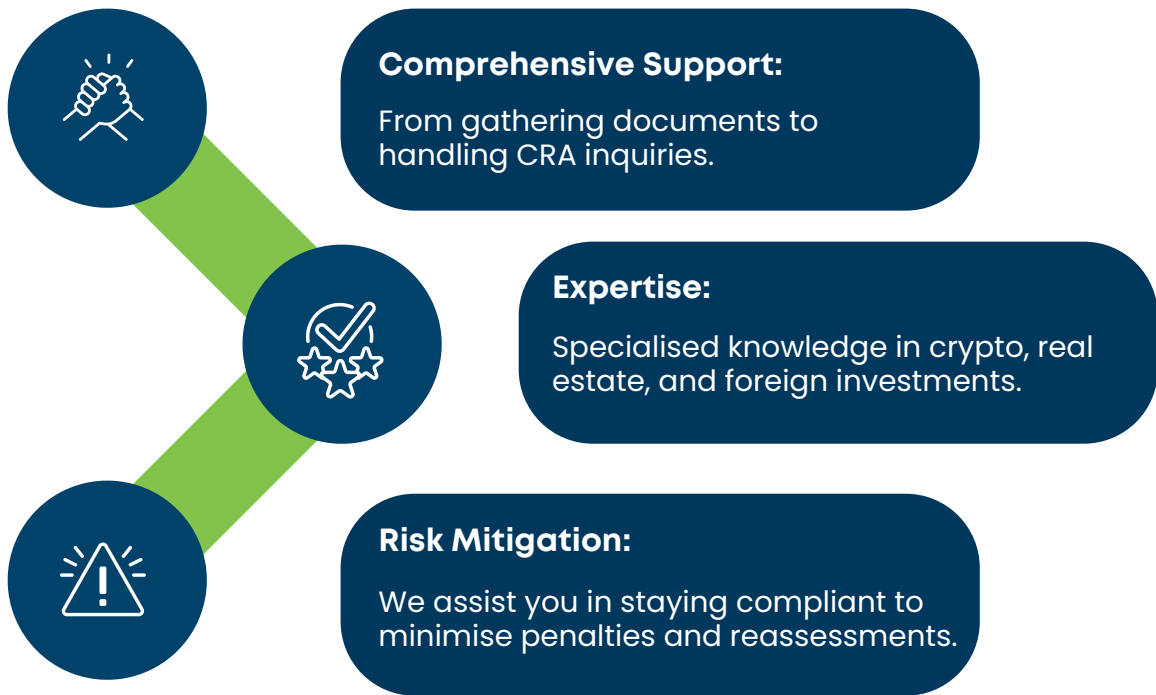 Comprehensive Support:
From gathering documents to
handling CRA inquiries.
Expertise:
Specialised knowledge in crypto, real
estate, and foreign investments.
Risk Mitigation:
We assist you in staying compliant to
minimise penalties and reassessments.